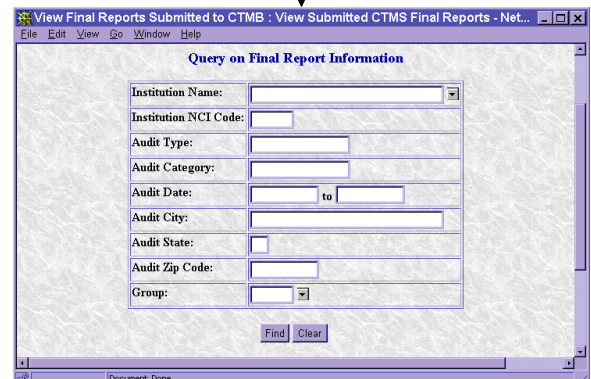 View Final Reports Submitted to CTMB : View Submitted CTMS Final Reports - Net...
File Edit View Go Window Help
Query on Final Report Information
Institution Name:
Institution NCI Code:
Audit Type:
Audit Category:
Audit Date: to
Audit City:
Audit State:
Audit Zip Code:
Group:
Find Clear
Document: Done